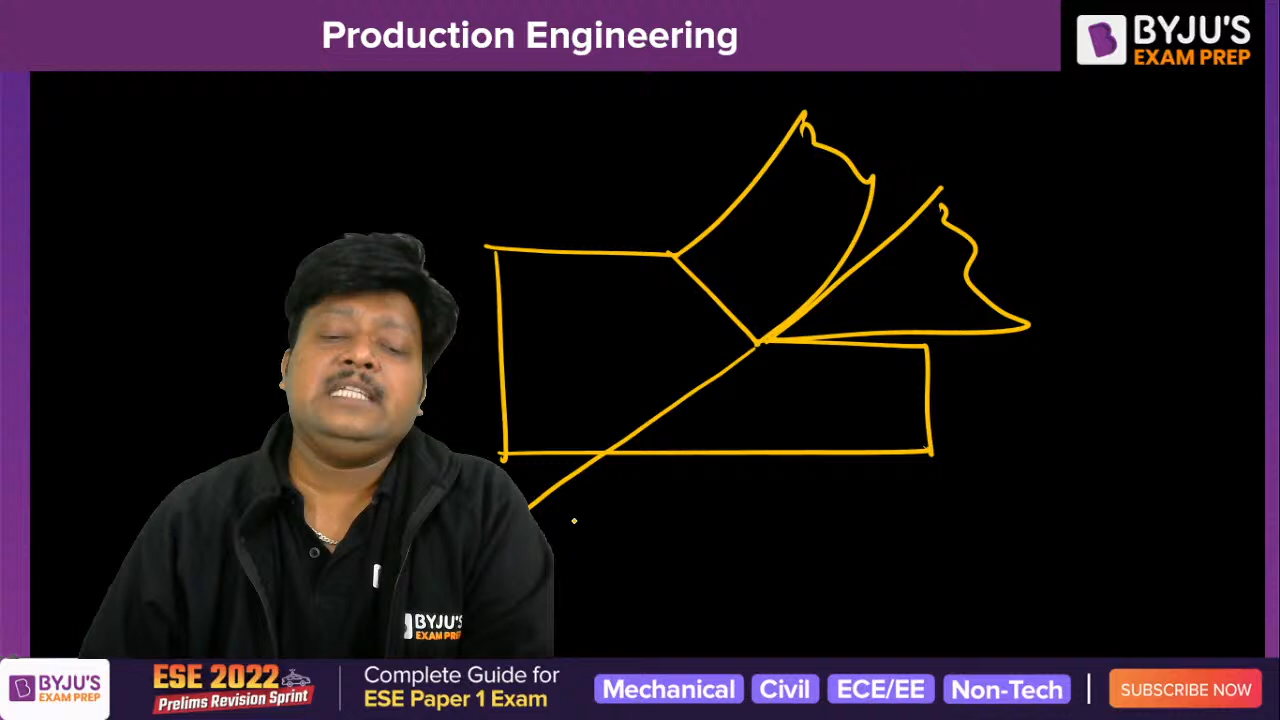 Production Engineering
BYJU'S
EXAM PREP
BYJU'S
EXAM PREP
BYJU'S
EXAM PREP
ESE 2022
Prelims Revision Sprint
Complete Guide for
ESE Paper 1 Exam
Mechanical
Civil
ECE/EE
Non-Tech
SUBSCRIBE NOW